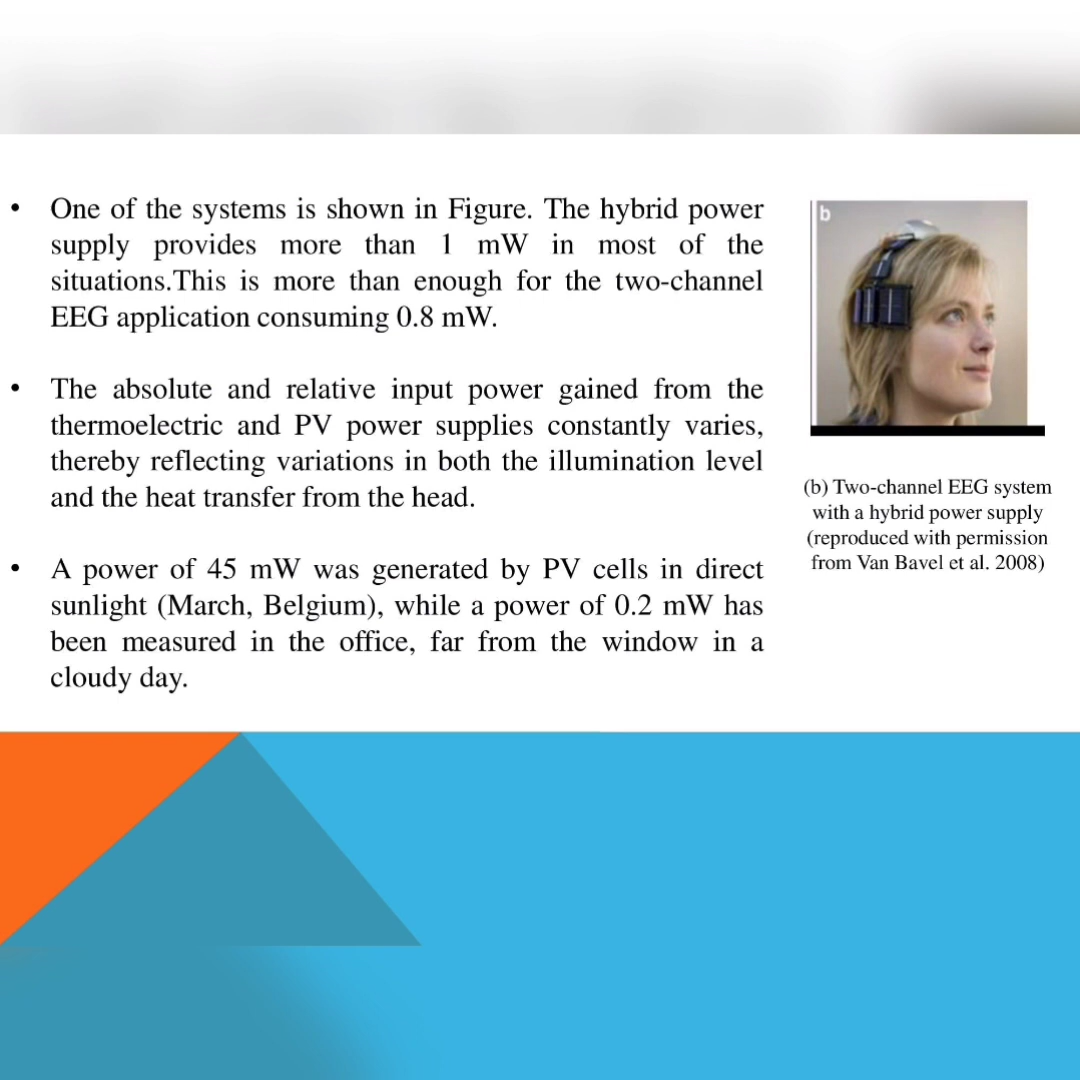 • One of the systems is shown in Figure. The hybrid power
supply provides more than 1 mW in most of the
situations.This is more than enough for the two-channel
EEG application consuming 0.8 mW.
• The absolute and relative input power gained from the
thermoelectric and PV power supplies constantly varies,
thereby reflecting variations in both the illumination level
and the heat transfer from the head.
• A power of 45 mW was generated by PV cells in direct
sunlight (March, Belgium), while a power of 0.2 mW has
been measured in the office, far from the window in a
cloudy day.
b
(b) Two-channel EEG system
with a hybrid power supply
(reproduced with permission
from Van Bavel et al. 2008)